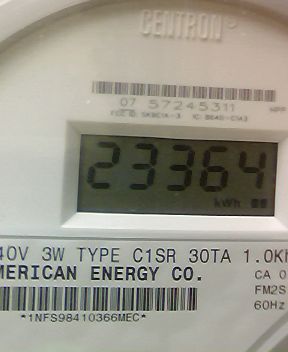 CENTRON
07 57245311
23364
kWh
40V 3W TYPE C1SR 30TA 1.0Kh
MERICAN ENERGY CO.
CA 0
FM2S
60Hz
*1NFS98410366MEC*